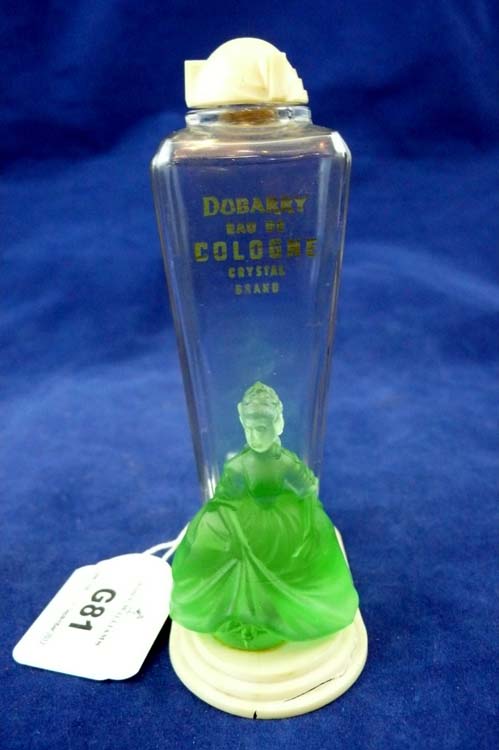 DUBARRY
EAU DE
COLOGNE
CRYSTAL
BRAND
G81